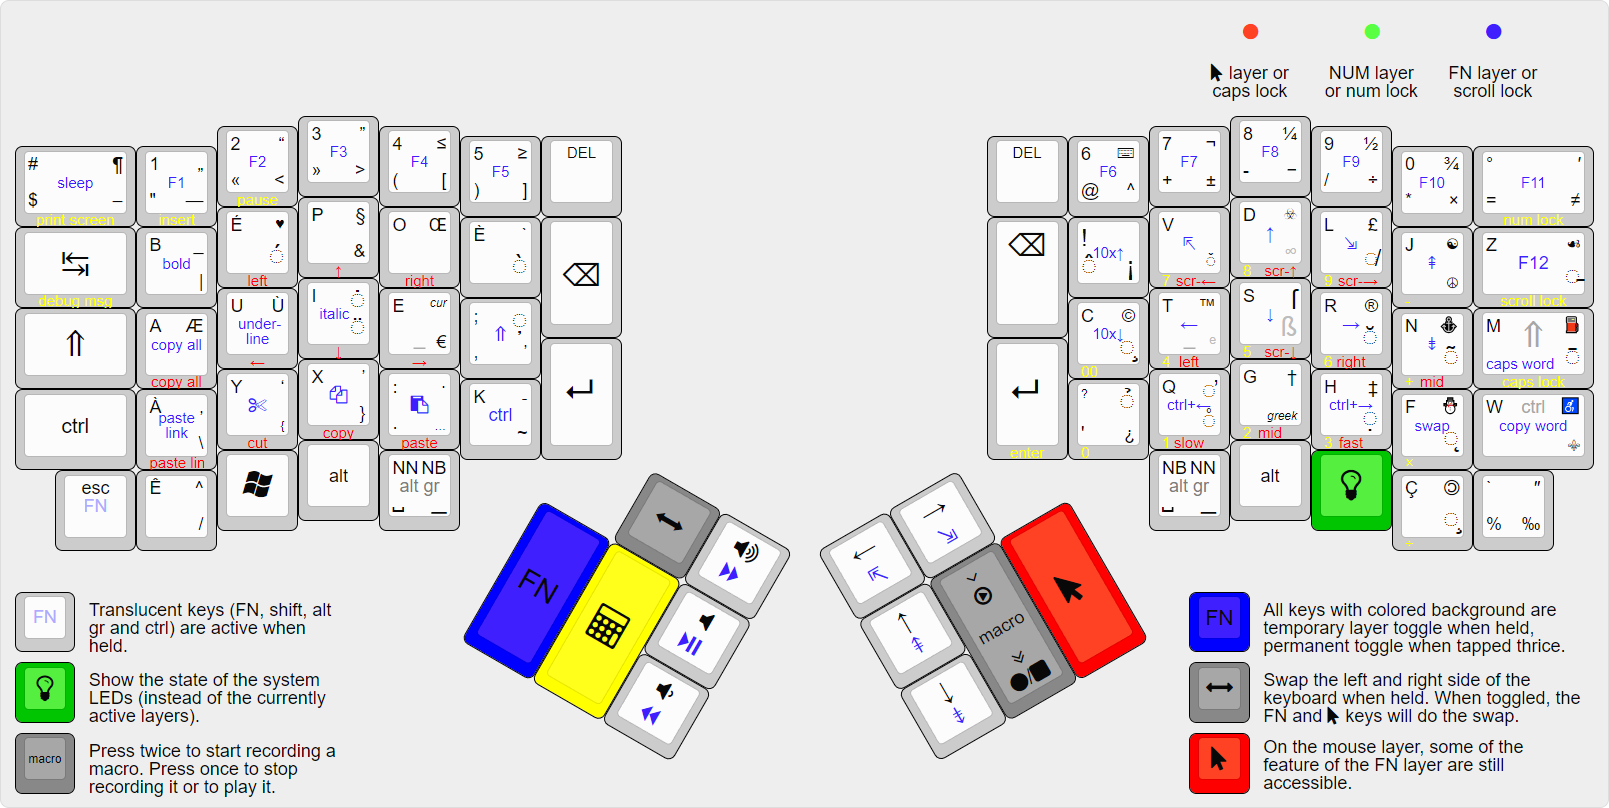 layer or
caps lock
NUM layer
or num lock
FN layer or
scroll lock
# ¶
sleep
$ –
print screen
1 „
F1
" —
insert
2 “
F2
« <
pause
3 ”
F3
» >
4 ≤
F4
( [
5 ≥
F5
) ]
DEL
DEL
6
F6
@ ^
7 ¬
F7
+ ±
8 ¼
F8
- −
9 ½
F9
/ ÷
0 ¾
F10
* ×
° ′
F11
= ≠
num lock
↹
debug msg
B
bold
|
É ♥
left
P §
&
↑
O Œ
right
È `
⌫
⌫
!
10x↑
¡
V
↖
7 scr-←
D ☣
↑
∞
8 scr-↑
L £
↘
9 scr-→
J ☯
⇞
☮
-
Z
F12
scroll lock
⇑
A Æ
copy all
copy all
U Ù
under-
line
←
I
italic
↓
E cur
_ €
→
;
⇑
,
↵
↵
enter
C ©
10x↓
00
T ™
←
_ e
4 left
S ʃ
↓
ß
5 scr-↓
R ®
→
6 right
N
⇟
+ mid
M ⇑
caps word
caps lock
ctrl
À ’
paste
link
\
paste lin
Y ‘
✂
{
cut
X ’
}
copy
: ·
. …
paste
K -
ctrl
~
?
' ¿
0
Q
ctrl+←
1 slow
G †
greek
2 mid
H ‡
ctrl+→
3 fast
F ⛄
swap
×
W ctrl
copy word
esc
FN
Ê ^
/
alt
NN NB
alt gr
NB NN
alt gr
alt
Ç
÷
` ″
% ‰
FN
macro
FN
Translucent keys (FN, shift, alt
gr and ctrl) are active when
held.
Show the state of the system
LEDs (instead of the currently
active layers).
macro
Press twice to start recording a
macro. Press once to stop
recording it or to play it.
FN
All keys with colored background are
temporary layer toggle when held,
permanent toggle when tapped thrice.
Swap the left and right side of the
keyboard when held. When toggled, the
FN and keys will do the swap.
On the mouse layer, some of the
feature of the FN layer are still
accessible.